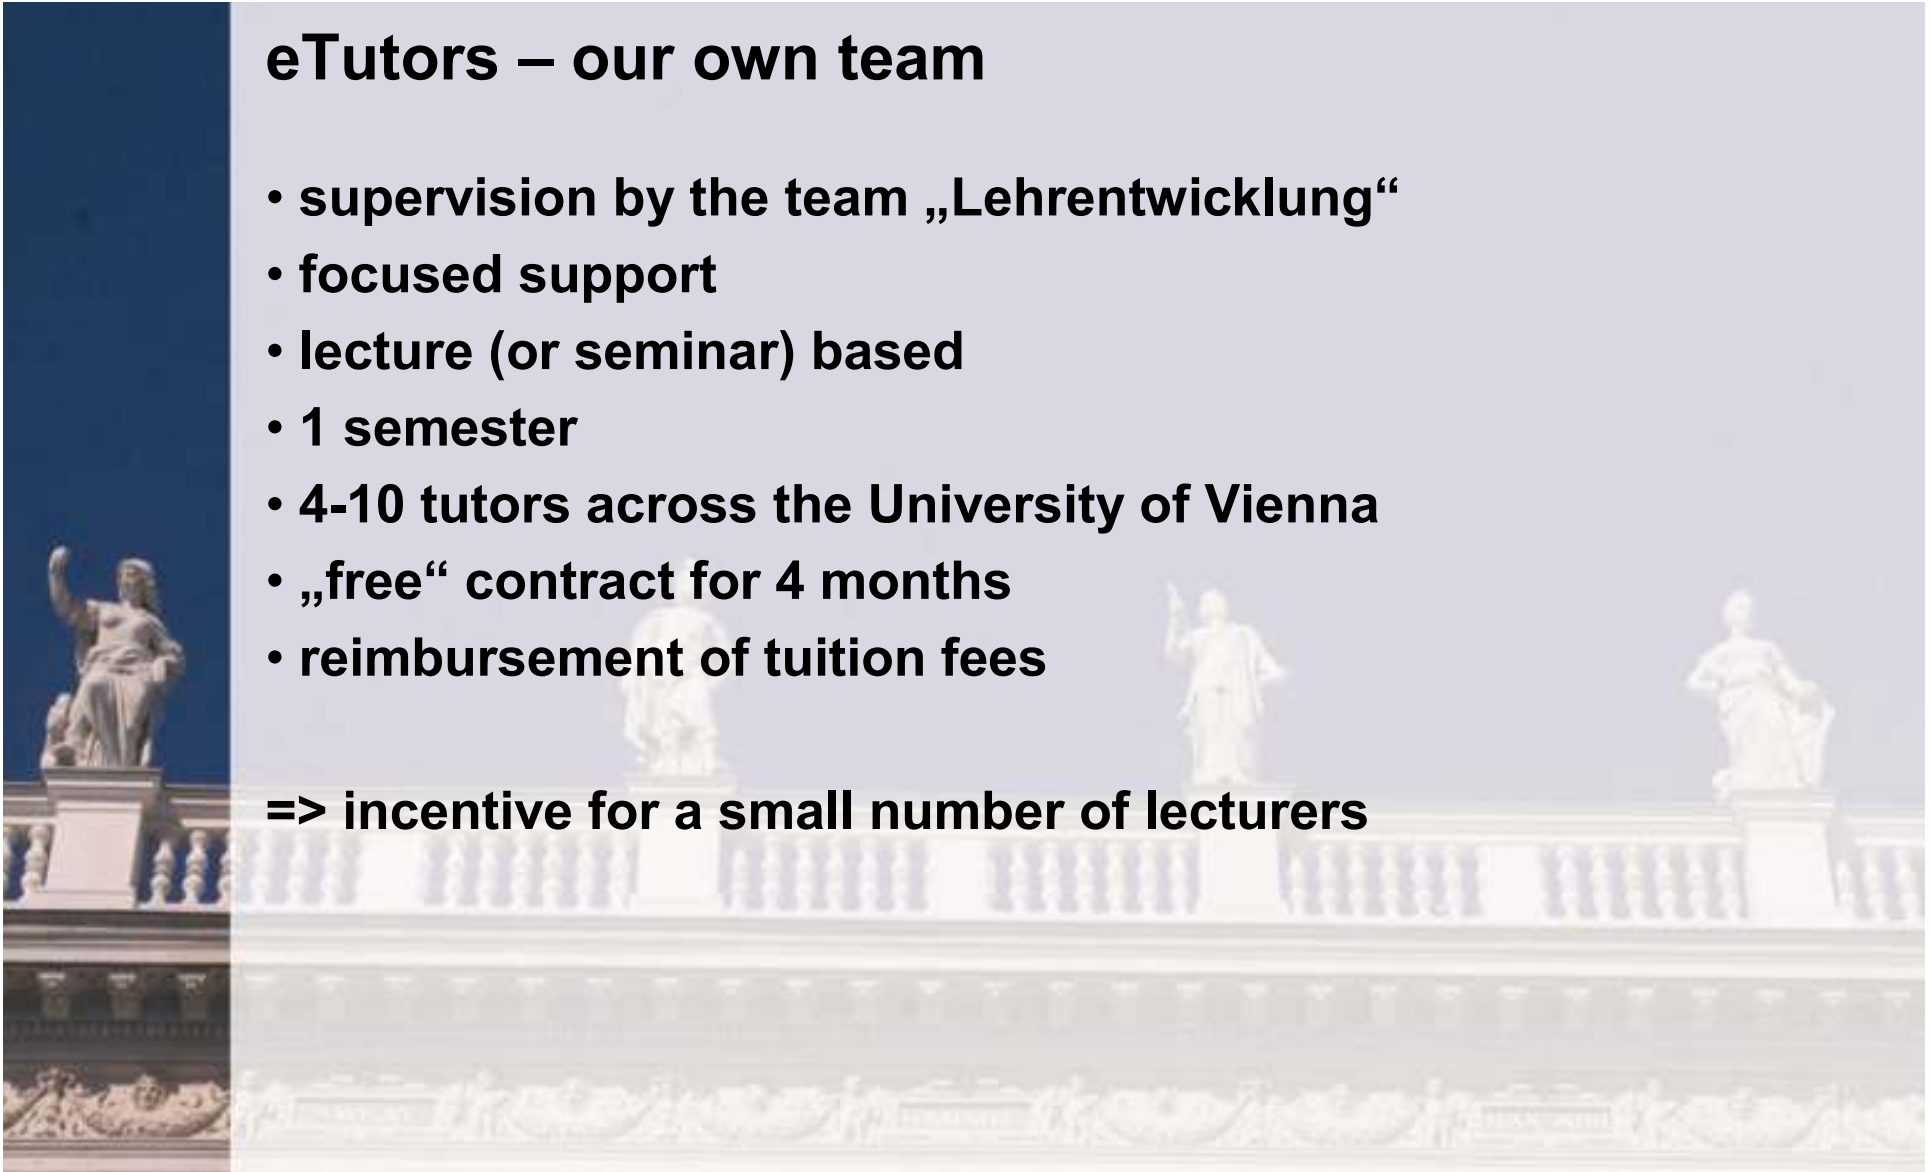 eTutors – our own team
• supervision by the team „Lehrentwicklung“
• focused support
• lecture (or seminar) based
• 1 semester
• 4-10 tutors across the University of Vienna
• „free“ contract for 4 months
• reimbursement of tuition fees
=> incentive for a small number of lecturers